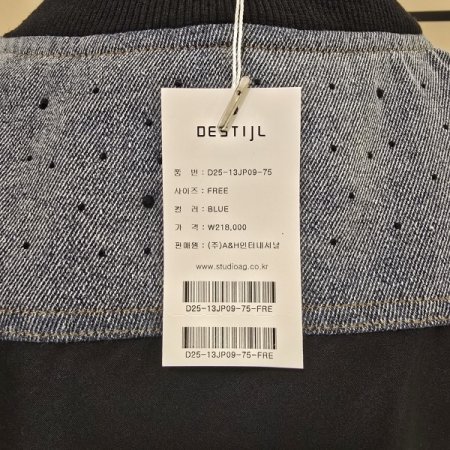 DESTIJL
품 번 : D25-13JP09-75
사이즈 : FREE
컬 러 : BLUE
가 격 : ₩218,000
판매원 : (주)A&H인터내셔날
www.studioag.co.kr
D25-13JP09-75-FRE
D25-13JP09-75-FRE